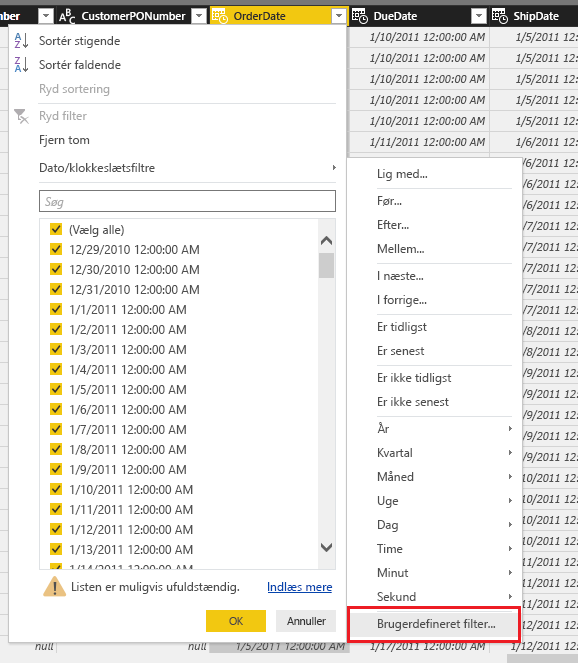 mber CustomerPONumber OrderDate DueDate ShipDate
1/10/2011 12:00:00 AM 1/5/2011 12:
1/10/2011 12:00:00 AM 1/5/2011 12:
1/10/2011 12:00:00 AM 1/5/2011 12:
1/10/2011 12:00:00 AM 1/5/2011 12:
1/10/2011 12:00:00 AM 1/5/2011 12:
1/11/2011 12:00:00 AM 1/6/2011 12:
Sortér stigende
Sortér faldende
Ryd sortering
Ryd filter
Fjern tom
Dato/klokkeslætsfiltre
Søg
(Vælg alle)
12/29/2010 12:00:00 AM
12/30/2010 12:00:00 AM
12/31/2010 12:00:00 AM
1/1/2011 12:00:00 AM
1/2/2011 12:00:00 AM
1/3/2011 12:00:00 AM
1/4/2011 12:00:00 AM
1/5/2011 12:00:00 AM
1/6/2011 12:00:00 AM
1/7/2011 12:00:00 AM
1/8/2011 12:00:00 AM
1/9/2011 12:00:00 AM
1/10/2011 12:00:00 AM
1/11/2011 12:00:00 AM
1/12/2011 12:00:00 AM
1/13/2011 12:00:00 AM
1/14/2011 12:00:00 AM
Listen er muligvis ufuldstændig. Indlæs mere
OK Annuller
Lig med...
Før...
Efter...
Mellem...
I næste...
I forrige...
Er tidligst
Er senest
Er ikke tidligst
Er ikke senest
År
Kvartal
Måned
Uge
Dag
Time
Minut
Sekund
Brugerdefineret filter...
null null 1/5/2011 12:00:00 AM 1/17/2011 12:00:00 AM 1/12/2011 12: